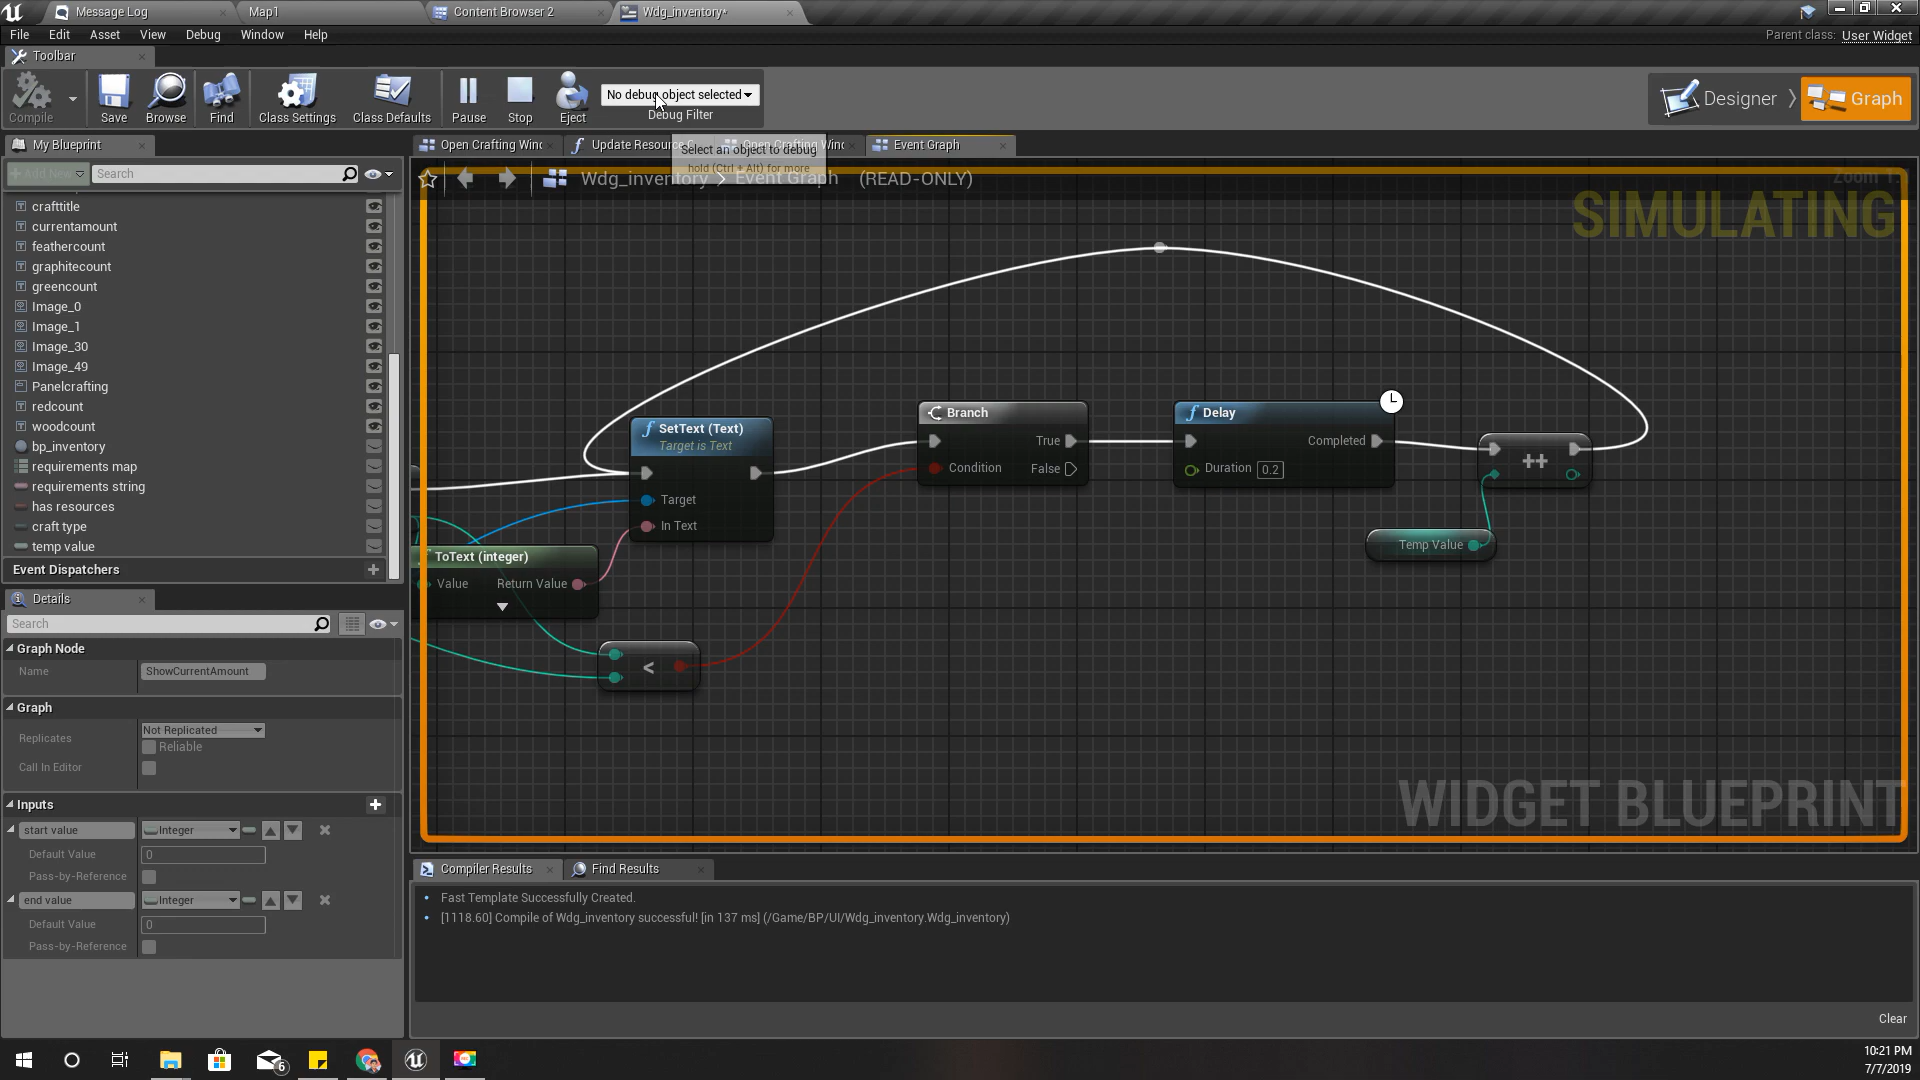 Message Log
Map1
Content Browser 2
Wdg_inventory*
File Edit Asset View Debug Window Help
Parent class: User Widget
Toolbar
Compile
Save
Browse
Find
Class Settings
Class Defaults
Pause
Stop
Eject
No debug object selected
Debug Filter
Designer
Graph
My Blueprint
Open Crafting Winc
Update Resource C
Open Crafting Winc
Event Graph
Select an object to debug
hold (Ctrl + Alt) for more
Add New
Search
Wdg_inventory > Event Graph (READ-ONLY)
SIMULATING
crafttitle
currentamount
feathercount
graphitecount
greencount
Image_0
Image_1
Image_30
Image_49
Panelcrafting
redcount
woodcount
bp_inventory
requirements map
requirements string
has resources
craft type
temp value
Event Dispatchers
SetText (Text)
Target is Text
Target
In Text
Branch
True
Condition
False
Delay
Completed
Duration 0.2
++
Temp Value
ToText (integer)
Value Return Value
<
WIDGET BLUEPRINT
Details
Search
Graph Node
Name ShowCurrentAmount
Graph
Replicates Not Replicated
Reliable
Call In Editor
Inputs
start value Integer
Default Value 0
Pass-by-Reference
end value Integer
Default Value 0
Pass-by-Reference
Compiler Results
Find Results
Fast Template Successfully Created.
[1118.60] Compile of Wdg_inventory successful! [in 137 ms] (/Game/BP/UI/Wdg_inventory.Wdg_inventory)
Clear
6
10:21 PM
7/7/2019